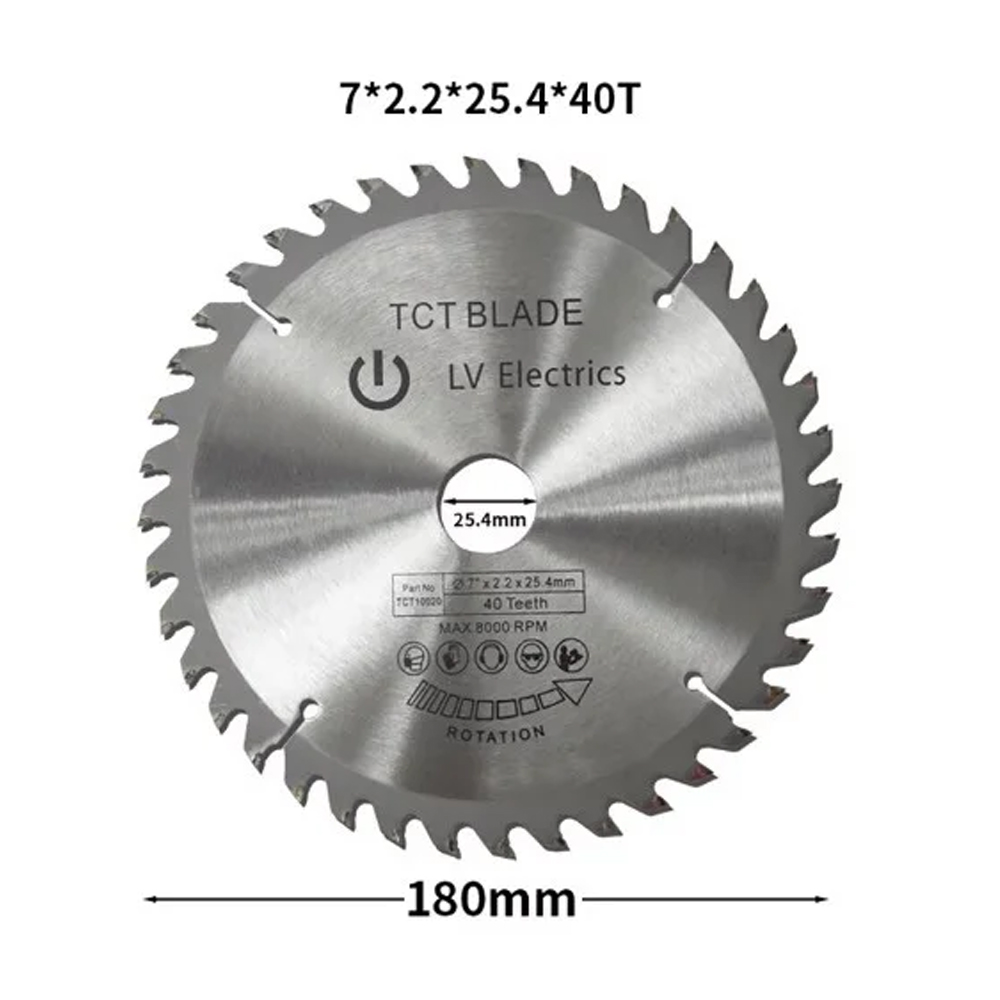 7*2.2*25.4*40T
TCT BLADE
LV Electrics
25.4mm
Part No
Ø 7" x 2.2 x 25.4mm
TCT10020
40 Teeth
MAX.8000 RPM
ROTATION
180mm